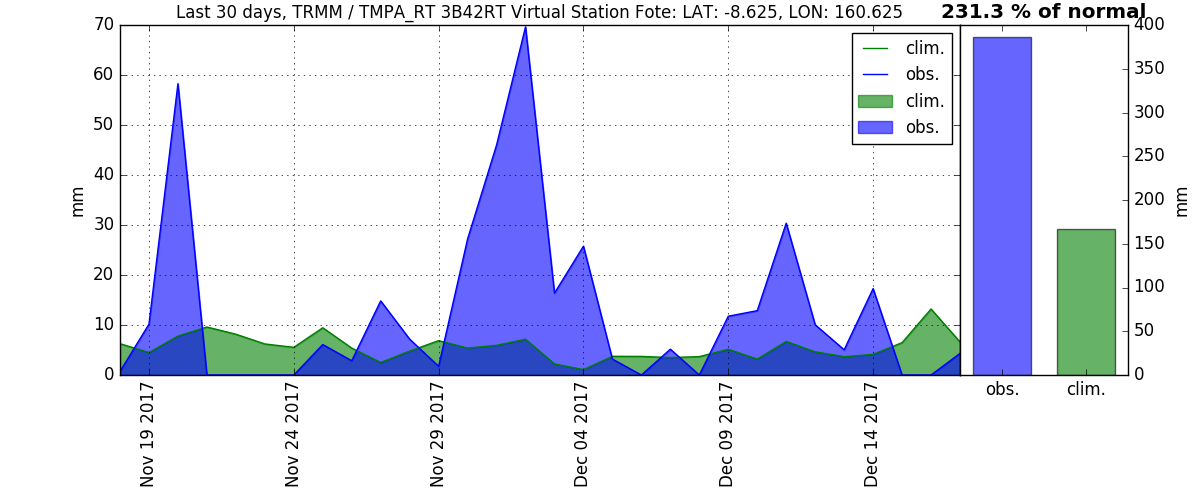 Last 30 days, TRMM / TMPA_RT 3B42RT Virtual Station Fote: LAT: -8.625, LON: 160.625
231.3 % of normal
70
60
50
40
30
20
10
0
mm
clim.
obs.
clim.
obs.
400
350
300
250
200
150
100
50
0
mm
Nov 19 2017
Nov 24 2017
Nov 29 2017
Dec 04 2017
Dec 09 2017
Dec 14 2017
obs.
clim.